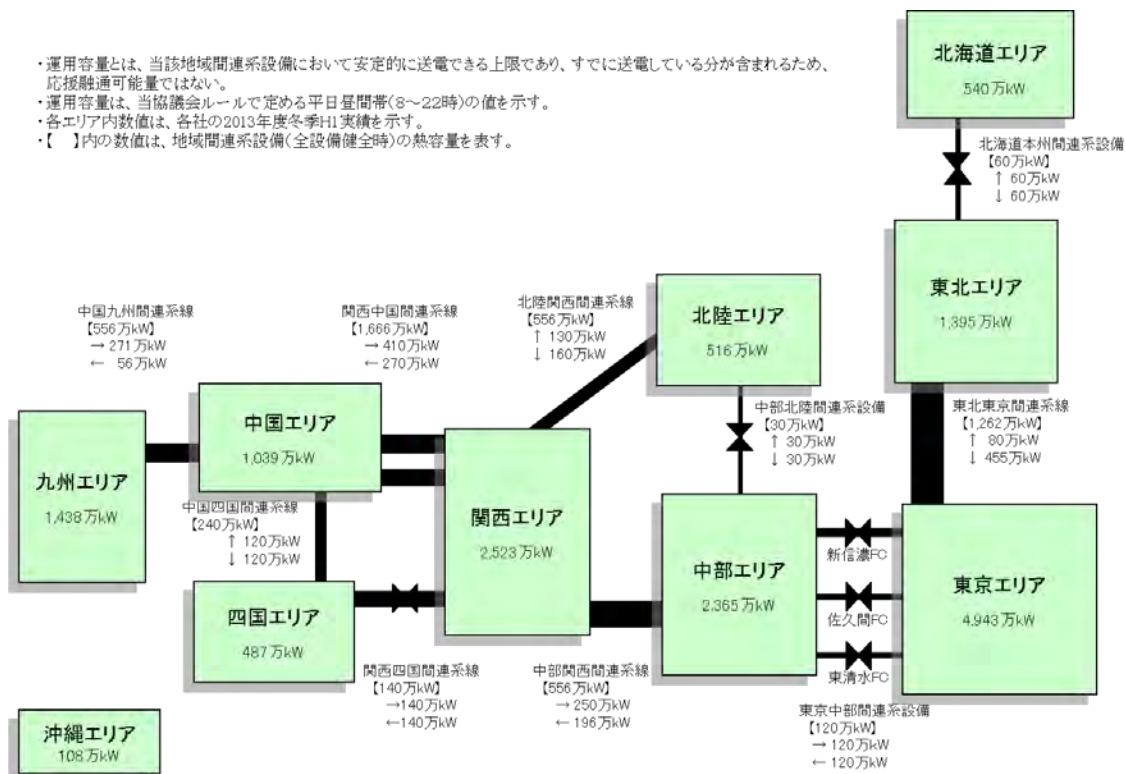 ・運用容量とは、当該地域間連系設備において安定的に送電できる上限であり、すでに送電している分が含まれるため、
応援融通可能量ではない。
・運用容量は、当協議会ルールで定める平日昼間帯(8～22時)の値を示す。
・各エリア内数値は、各社の2013年度冬季H1実績を示す。
・【　】内の数値は、地域間連系設備(全設備健全時)の熱容量を表す。
北海道エリア
540万kW
北海道本州間連系設備
【60万kW】
↑ 60万kW
↓ 60万kW
東北エリア
1,395万kW
東北東京間連系線
【1,262万kW】
↑ 80万kW
↓ 455万kW
中国九州間連系線
【556万kW】
→ 271万kW
← 56万kW
関西中国間連系線
【1,666万kW】
→ 410万kW
← 270万kW
北陸関西間連系線
【556万kW】
↑ 130万kW
↓ 160万kW
北陸エリア
516万kW
中部北陸間連系設備
【30万kW】
↑ 30万kW
↓ 30万kW
中国エリア
1,039万kW
九州エリア
1,438万kW
中国四国間連系線
【240万kW】
↑ 120万kW
↓ 120万kW
関西エリア
2,523万kW
中部エリア
2,365万kW
新信濃FC
佐久間FC
東清水FC
東京エリア
4,943万kW
四国エリア
487万kW
関西四国間連系線
【140万kW】
→140万kW
←140万kW
中部関西間連系線
【556万kW】
→ 250万kW
← 196万kW
東京中部間連系設備
【120万kW】
→ 120万kW
← 120万kW
沖縄エリア
108万kW